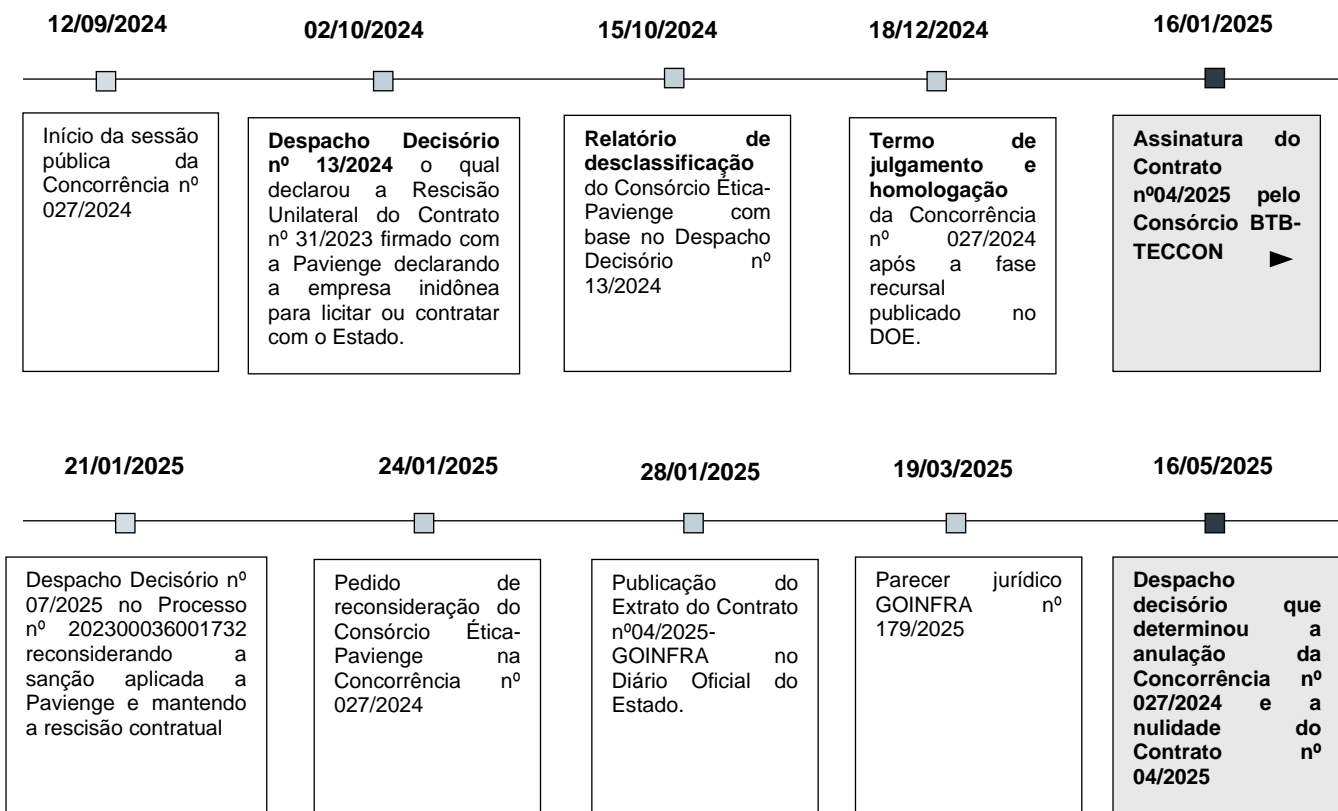 12/09/2024
02/10/2024
15/10/2024
18/12/2024
16/01/2025
Início da sessão
pública da
Concorrência nº
027/2024
Despacho Decisório
nº 13/2024 o qual
declarou a Rescisão
Unilateral do Contrato
nº 31/2023 firmado com
a Pavienge declarando
a empresa inidônea
para licitar ou contratar
com o Estado.
Relatório de
desclassificação
do Consórcio Ética-
Pavienge com
base no Despacho
Decisório nº
13/2024
Termo de
julgamento e
homologação
da Concorrência
nº 027/2024
após a fase
recursal
publicado no
DOE.
Assinatura do
Contrato
nº04/2025 pelo
Consórcio BTB-
TECCON
21/01/2025
24/01/2025
28/01/2025
19/03/2025
16/05/2025
Despacho Decisório nº
07/2025 no Processo
nº 202300036001732
reconsiderando a
sanção aplicada a
Pavienge e mantendo
a rescisão contratual
Pedido de
reconsideração do
Consórcio Ética-
Pavienge na
Concorrência nº
027/2024
Publicação do
Extrato do Contrato
nº04/2025-
GOINFRA no
Diário Oficial do
Estado.
Parecer jurídico
GOINFRA nº
179/2025
Despacho
decisório que
determinou a
anulação da
Concorrência nº
027/2024 e a
nulidade do
Contrato nº
04/2025